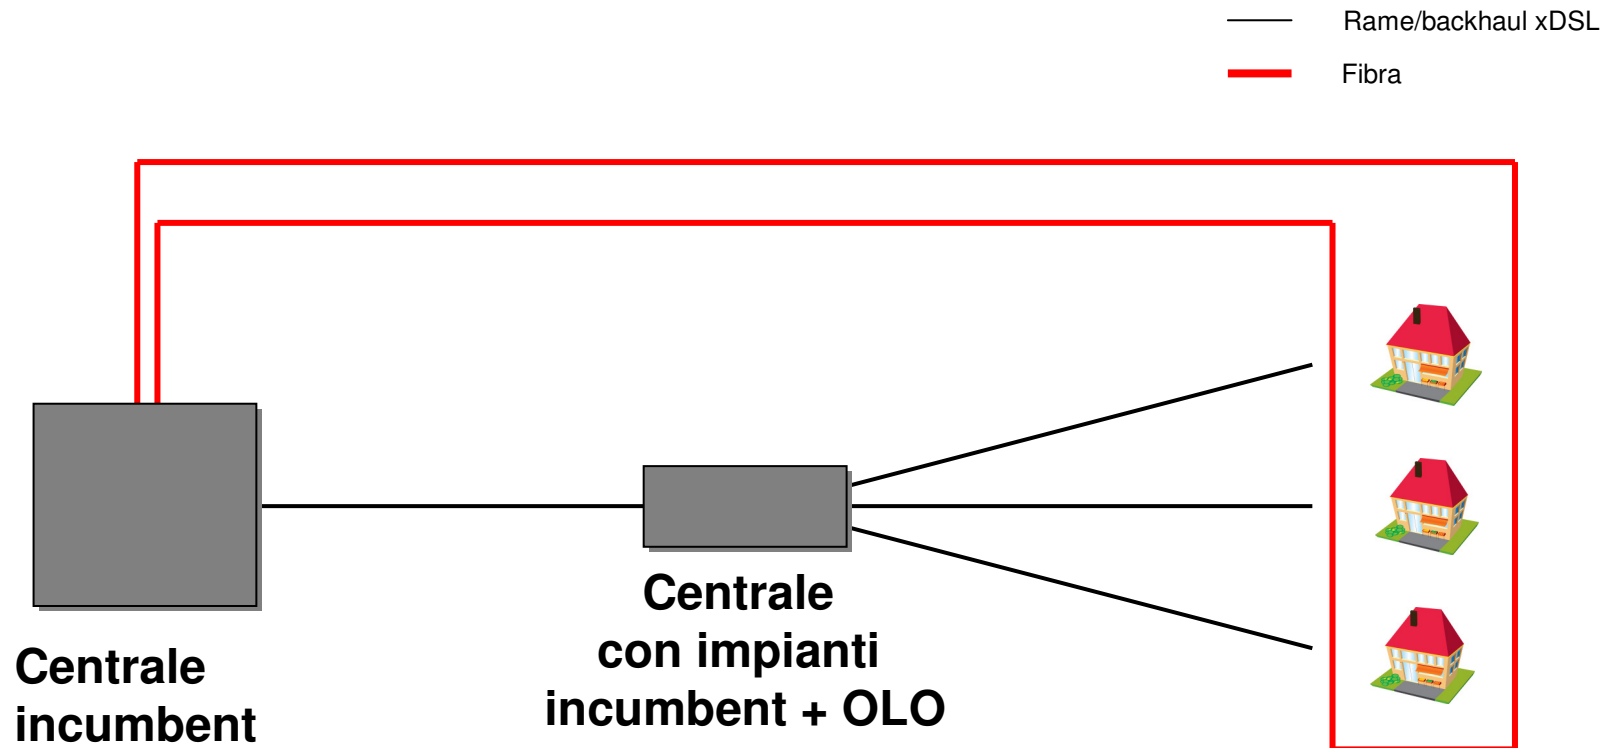 Rame/backhaul xDSL
Fibra
Centrale
con impianti
incumbent + OLO
Centrale
incumbent